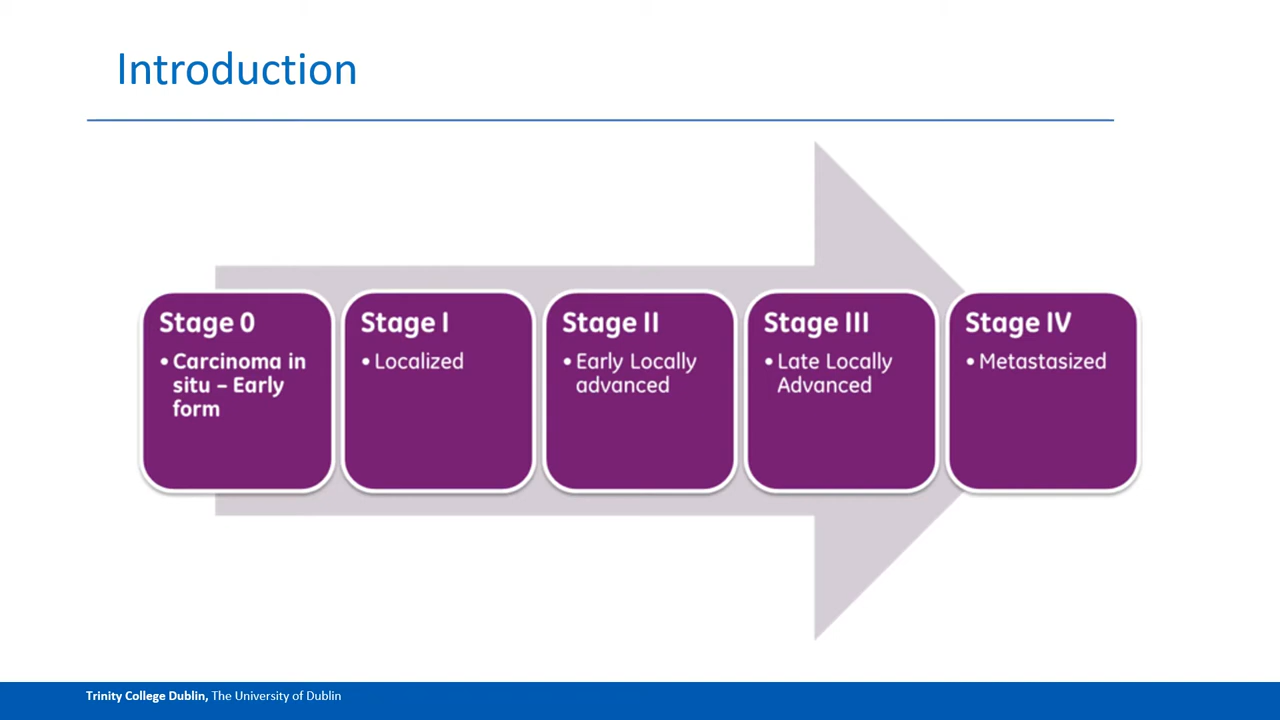 Introduction
Stage 0
• Carcinoma in
situ – Early
form
Stage I
• Localized
Stage II
• Early Locally
advanced
Stage III
• Late Locally
Advanced
Stage IV
• Metastasized
Trinity College Dublin, The University of Dublin